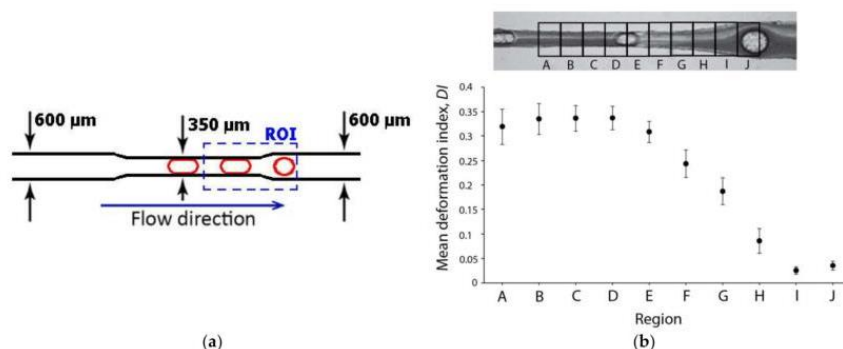 600 μm
350 μm
ROI
600 μm
Flow direction
(a)
A B C D E F G H I J
Mean deformation index, DI
0.4
0.35
0.3
0.25
0.2
0.15
0.1
0.05
0
A B C D E F G H I J
Region
(b)